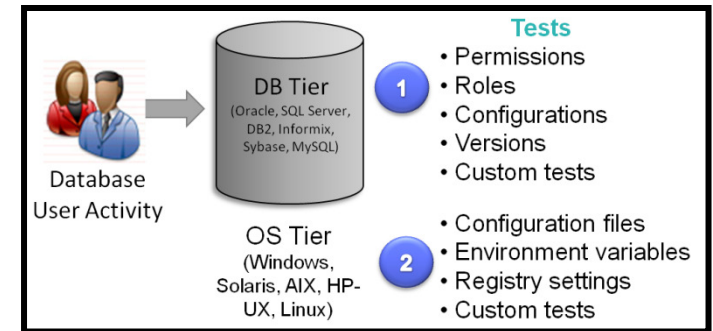 Tests
DB Tier
(Oracle, SQL Server,
DB2, Informix,
Sybase, MySQL)
1
• Permissions
• Roles
• Configurations
• Versions
• Custom tests
Database
User Activity
OS Tier
(Windows,
Solaris, AIX, HP-
UX, Linux)
2
• Configuration files
• Environment variables
• Registry settings
• Custom tests